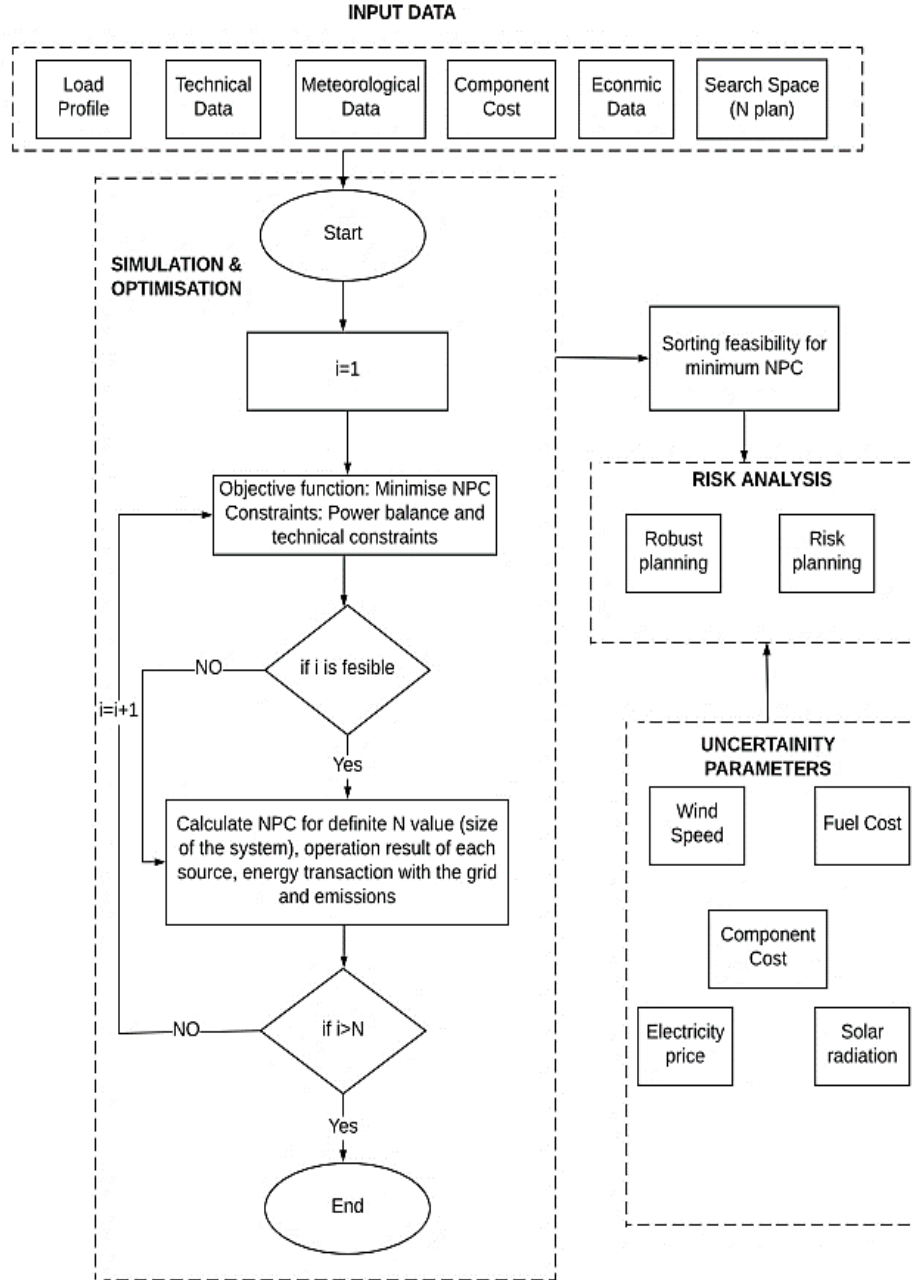 INPUT DATA
Load
Profile
Technical
Data
Meteorological
Data
Component
Cost
Econmic
Data
Search Space
(N plan)
Start
SIMULATION &
OPTIMISATION
i=1
Sorting feasibility for
minimum NPC
Objective function: Minimise NPC
Constraints: Power balance and
technical constraints
RISK ANALYSIS
Robust
planning
Risk
planning
if i is fesible
NO
i=i+1
Yes
Calculate NPC for definite N value (size
of the system), operation result of each
source, energy transaction with the grid
and emissions
UNCERTAINITY
PARAMETERS
Wind
Speed
Fuel Cost
Component
Cost
Electricity
price
Solar
radiation
if i>N
NO
Yes
End